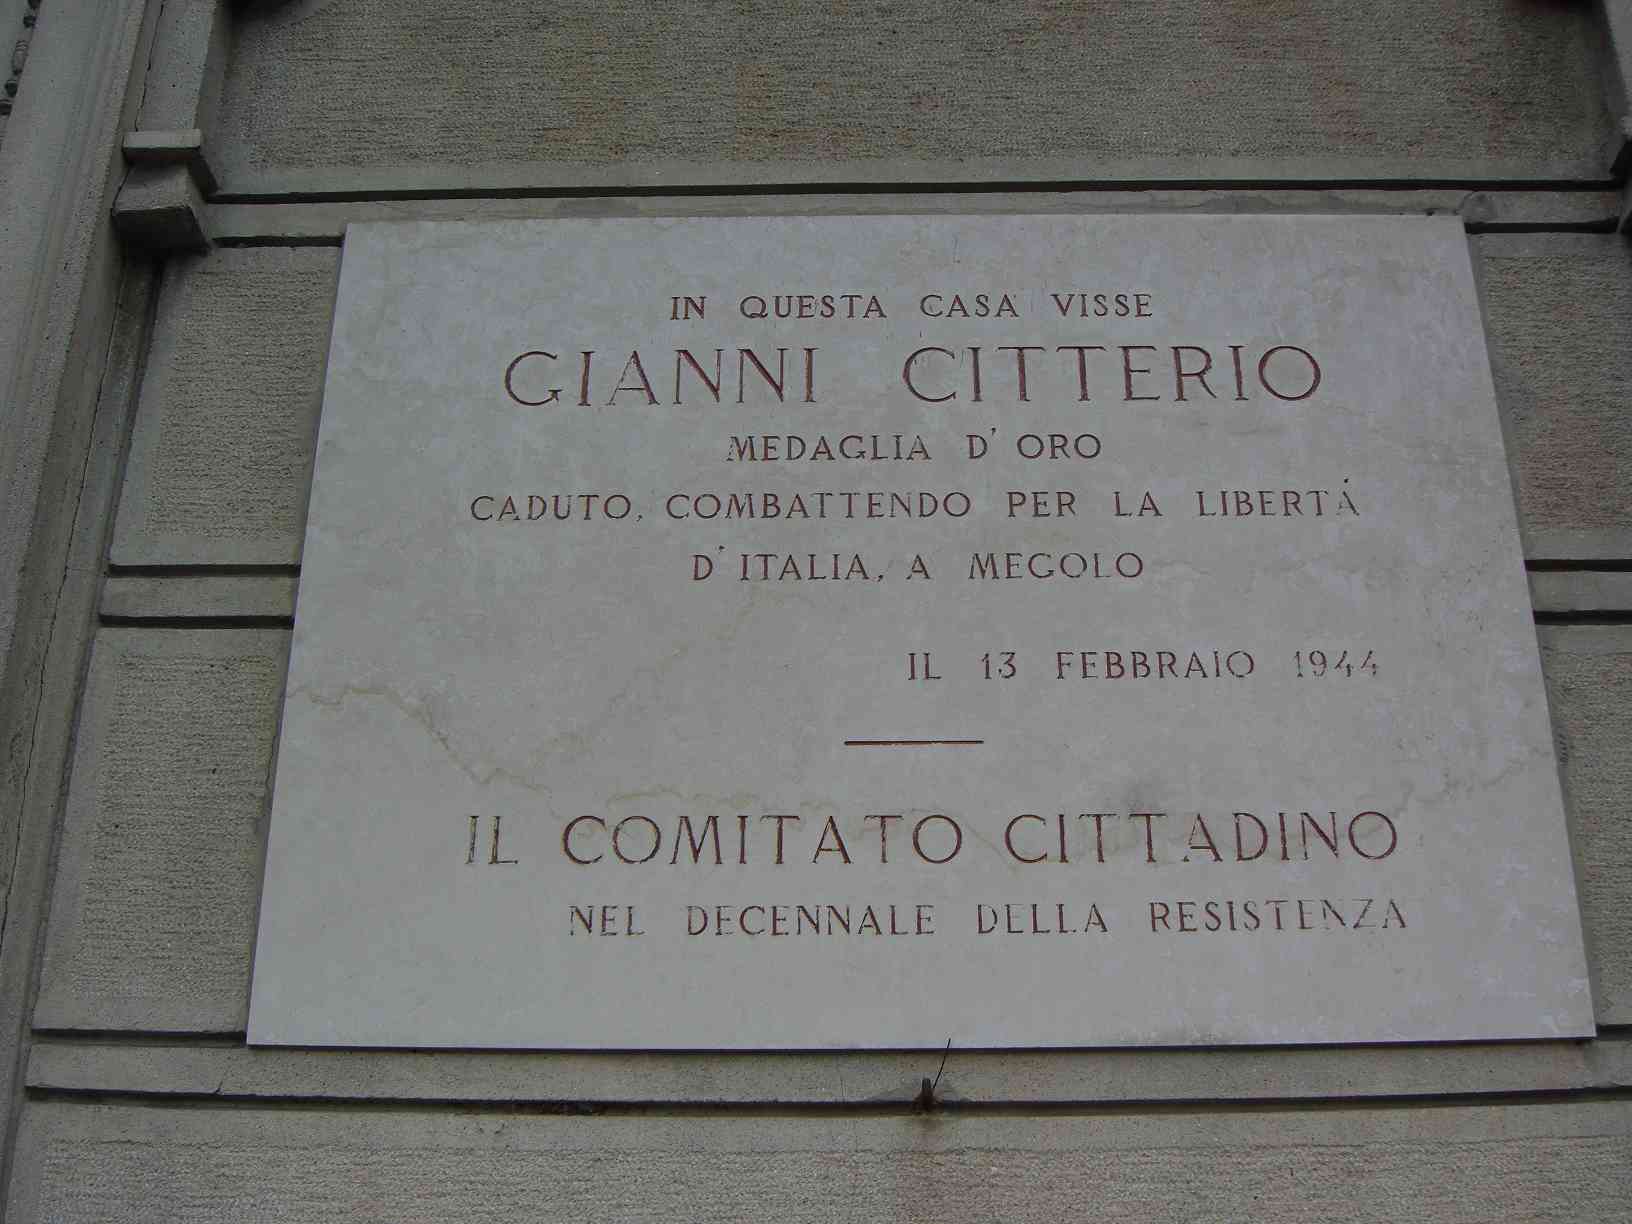 IN QUESTA CASA VISSE
GIANNI CITTERIO
MEDAGLIA D'ORO
CADUTO, COMBATTENDO PER LA LIBERTÁ
D'ITALIA, A MEGOLO
IL 13 FEBBRAIO 1944
IL COMITATO CITTADINO
NEL DECENNALE DELLA RESISTENZA